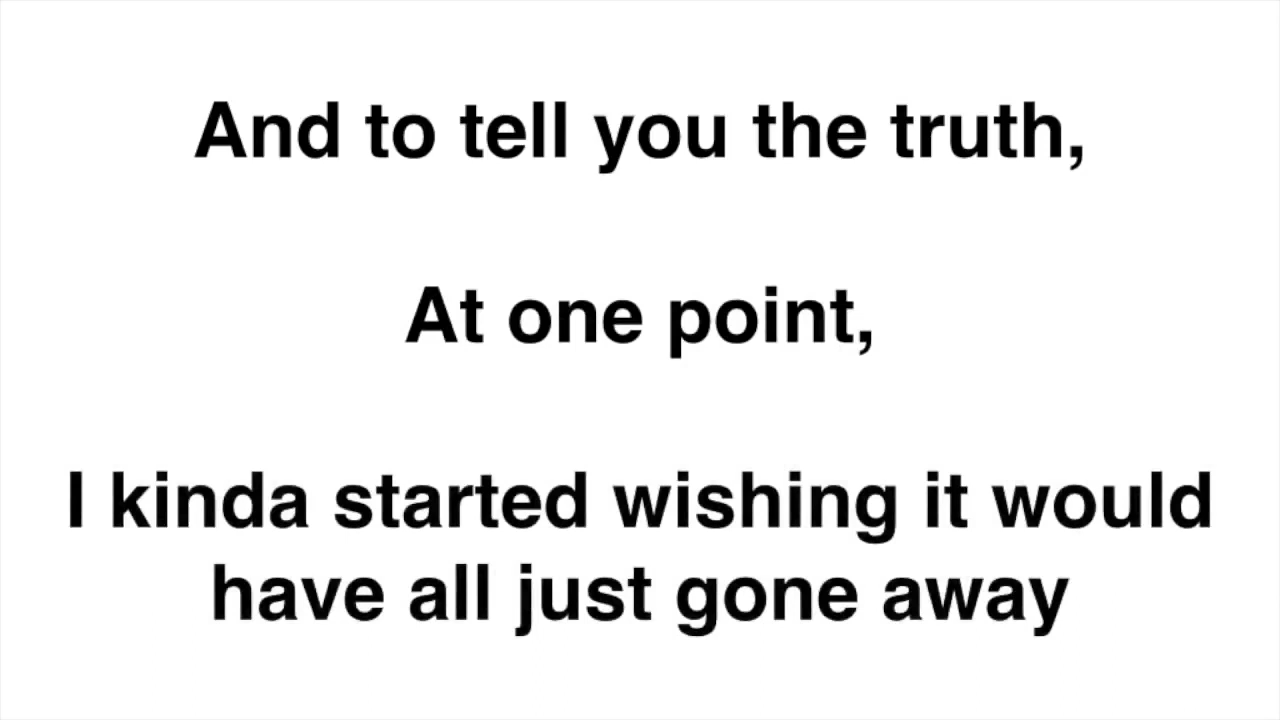 And to tell you the truth,
At one point,
I kinda started wishing it would
have all just gone away